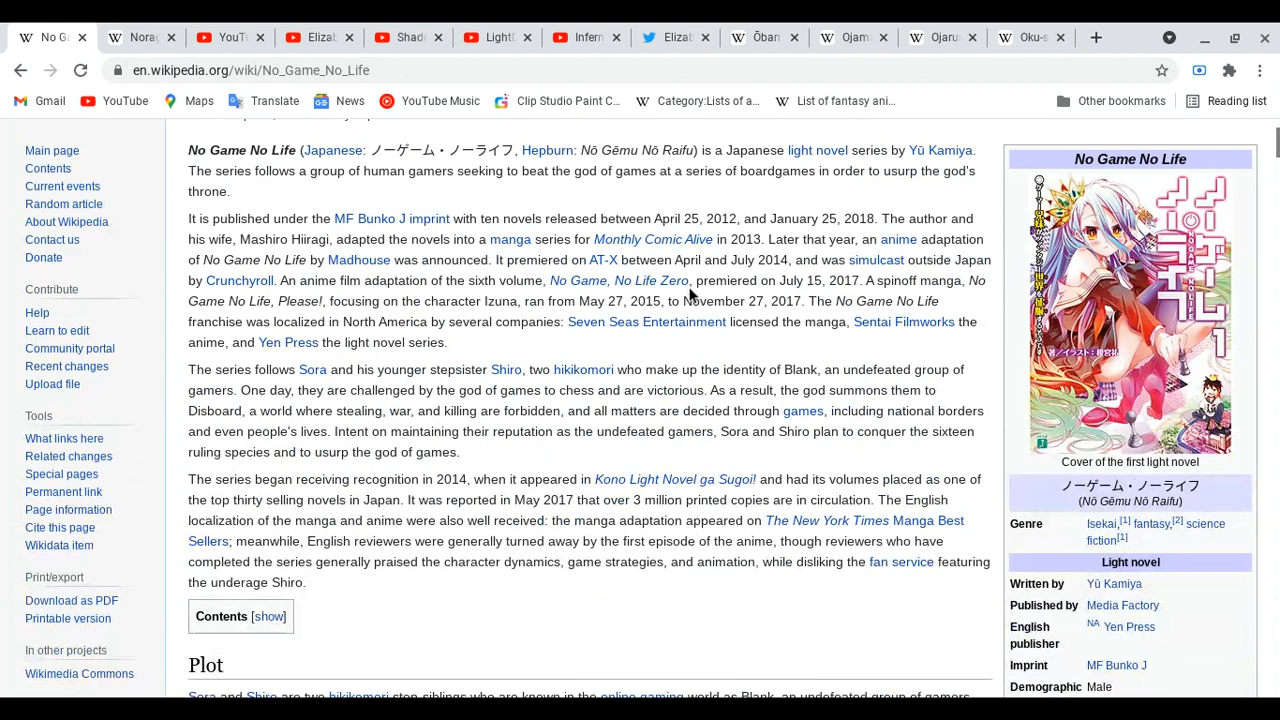 No Ga
Norag
YouTu
Elizab
Shade
LightD
Infern
Elizab
Ōban
Ojama
Ojaru
Oku-s
en.wikipedia.org/wiki/No_Game_No_Life
Gmail YouTube Maps Translate News YouTube Music Clip Studio Paint C... Category:Lists of a... List of fantasy ani... Other bookmarks Reading list
Main page
Contents
Current events
Random article
About Wikipedia
Contact us
Donate
Contribute
Help
Learn to edit
Community portal
Recent changes
Upload file
Tools
What links here
Related changes
Special pages
Permanent link
Page information
Cite this page
Wikidata item
Print/export
Download as PDF
Printable version
In other projects
Wikimedia Commons
No Game No Life (Japanese: ノーゲーム・ノーライフ, Hepburn: Nō Gēmu Nō Raifu) is a Japanese light novel series by Yū Kamiya.
The series follows a group of human gamers seeking to beat the god of games at a series of boardgames in order to usurp the god's
throne.
It is published under the MF Bunko J imprint with ten novels released between April 25, 2012, and January 25, 2018. The author and
his wife, Mashiro Hiiragi, adapted the novels into a manga series for Monthly Comic Alive in 2013. Later that year, an anime adaptation
of No Game No Life by Madhouse was announced. It premiered on AT-X between April and July 2014, and was simulcast outside Japan
by Crunchyroll. An anime film adaptation of the sixth volume, No Game, No Life Zero, premiered on July 15, 2017. A spinoff manga, No
Game No Life, Please!, focusing on the character Izuna, ran from May 27, 2015, to November 27, 2017. The No Game No Life
franchise was localized in North America by several companies: Seven Seas Entertainment licensed the manga, Sentai Filmworks the
anime, and Yen Press the light novel series.
The series follows Sora and his younger stepsister Shiro, two hikikomori who make up the identity of Blank, an undefeated group of
gamers. One day, they are challenged by the god of games to chess and are victorious. As a result, the god summons them to
Disboard, a world where stealing, war, and killing are forbidden, and all matters are decided through games, including national borders
and even people's lives. Intent on maintaining their reputation as the undefeated gamers, Sora and Shiro plan to conquer the sixteen
ruling species and to usurp the god of games.
The series began receiving recognition in 2014, when it appeared in Kono Light Novel ga Sugoi! and had its volumes placed as one of
the top thirty selling novels in Japan. It was reported in May 2017 that over 3 million printed copies are in circulation. The English
localization of the manga and anime were also well received: the manga adaptation appeared on The New York Times Manga Best
Sellers; meanwhile, English reviewers were generally turned away by the first episode of the anime, though reviewers who have
completed the series generally praised the character dynamics, game strategies, and animation, while disliking the fan service featuring
the underage Shiro.
Contents [show]
Plot
Sora and Shiro are two hikikomori step-siblings who are known in the online gaming world as Blank, an undefeated group of gamers.
No Game No Life
ノーゲーム
ノーライフ
1
Cover of the first light novel
ノーゲーム・ノーライフ
(Nō Gēmu Nō Raifu)
Genre Isekai,[1] fantasy,[2] science
fiction[1]
Light novel
Written by Yū Kamiya
Published by Media Factory
English
publisher NA Yen Press
Imprint MF Bunko J
Demographic Male